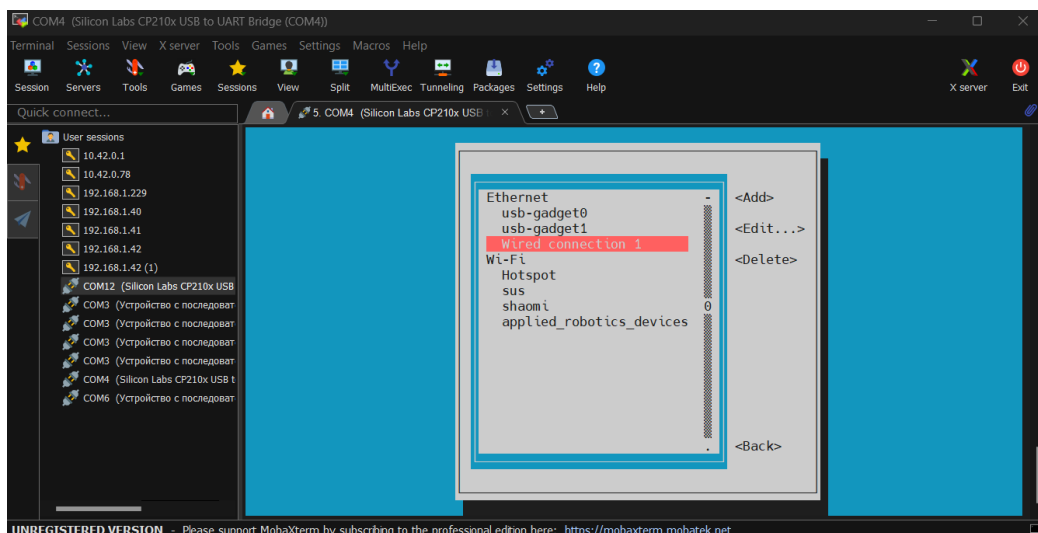 COM4 (Silicon Labs CP210x USB to UART Bridge (COM4))
Terminal Sessions View X server Tools Games Settings Macros Help
Session Servers Tools Games Sessions View Split MultiExec Tunneling Packages Settings Help X server Exit
Quick connect...
5. COM4 (Silicon Labs CP210x USB
User sessions
10.42.0.1
10.42.0.78
192.168.1.229
192.168.1.40
192.168.1.41
192.168.1.42
192.168.1.42 (1)
COM12 (Silicon Labs CP210x USB
COM3 (Устройство с последоват
COM3 (Устройство с последоват
COM3 (Устройство с последоват
COM3 (Устройство с последоват
COM4 (Silicon Labs CP210x USB t
COM6 (Устройство с последоват
Ethernet
usb-gadget0
usb-gadget1
Wired connection 1
Wi-Fi
Hotspot
sus
shaomi
applied_robotics_devices
<Add>
<Edit...>
<Delete>
<Back>
UNREGISTERED VERSION - Please support MobaXterm by subscribing to the professional edition here: https://mobaxterm.mobatek.net